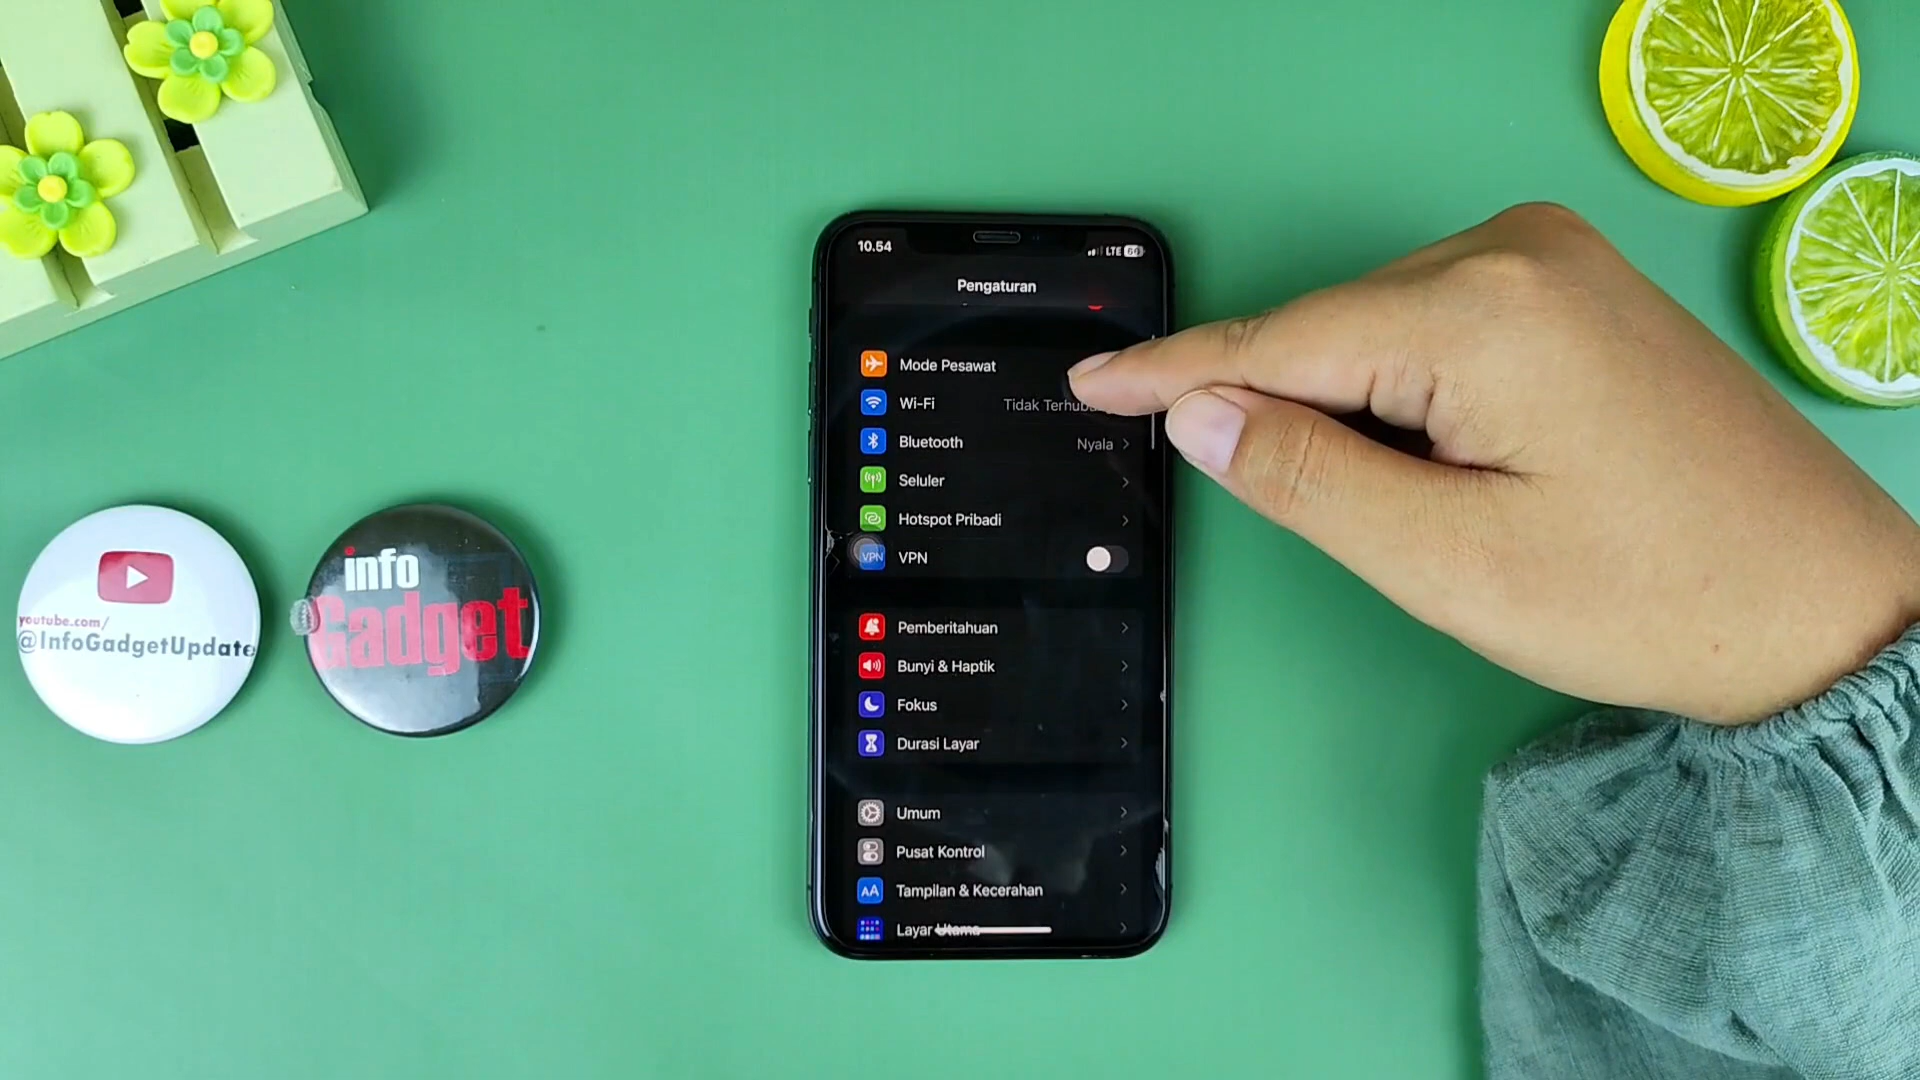 10.54
LTE
Pengaturan
Mode Pesawat
Wi-Fi
Tidak
Bluetooth
Nyala
Seluler
Hotspot Pribadi
VPN
VPN
Pemberitahuan
Bunyi & Haptik
Fokus
Durasi Layar
Umum
Pusat Kontrol
AA
Tampilan & Kecerahan
Layar Utama
youtube.com/
@InfoGadgetUpdate
info
Gadget